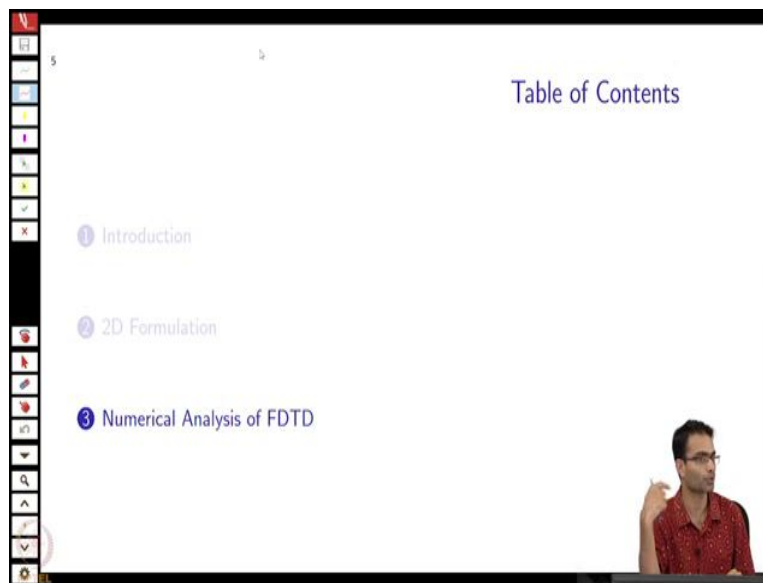 5
Table of Contents
1 Introduction
2 2D Formulation
3 Numerical Analysis of FDTD